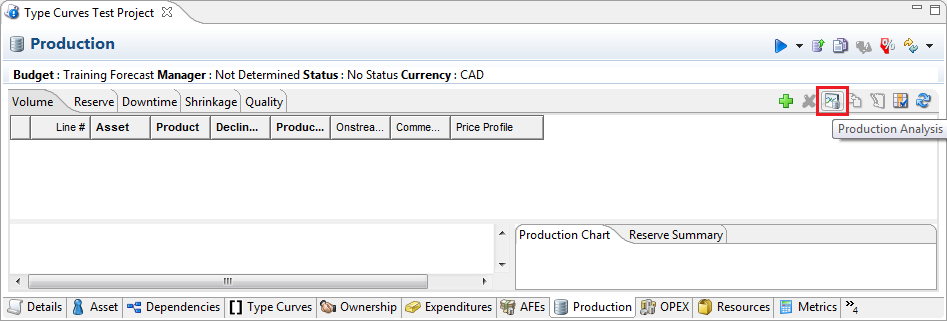 Type Curves Test Project
Production
Budget : Training Forecast Manager : Not Determined Status : No Status Currency : CAD
Volume Reserve Downtime Shrinkage Quality
Production Analysis
Line # Asset Product Declin... Produc... Onstrea... Comme... Price Profile
Production Chart Reserve Summary
Details Asset Dependencies Type Curves Ownership Expenditures AFEs Production OPEX Resources Metrics »4